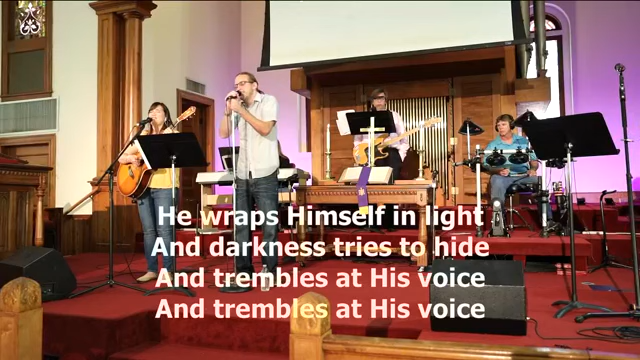 He wraps Himself in light
And darkness tries to hide
And trembles at His voice
And trembles at His voice